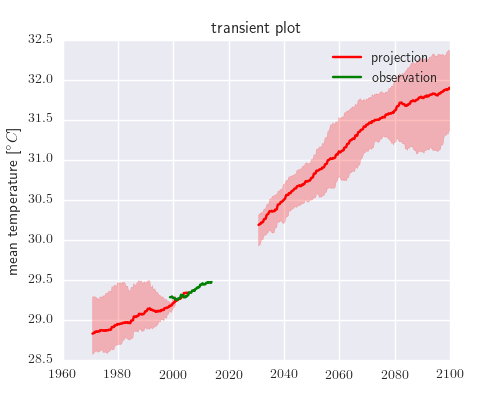 transient plot
projection
observation
mean temperature [°C]
32.5
32.0
31.5
31.0
30.5
30.0
29.5
29.0
28.5
1960 1980 2000 2020 2040 2060 2080 2100